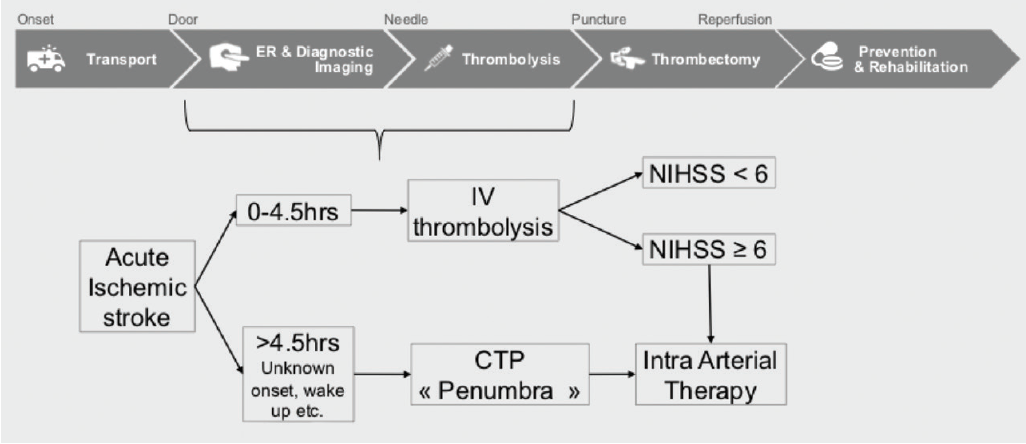 Onset
Door
Needle
Puncture
Reperfusion
Transport
ER & Diagnostic
Imaging
Thrombolysis
Thrombectomy
Prevention
& Rehabilitation
Acute
Ischemic
stroke
0-4.5hrs
IV
thrombolysis
NIHSS < 6
NIHSS ≥ 6
>4.5hrs
Unknown
onset, wake
up etc.
CTP
« Penumbra »
Intra Arterial
Therapy